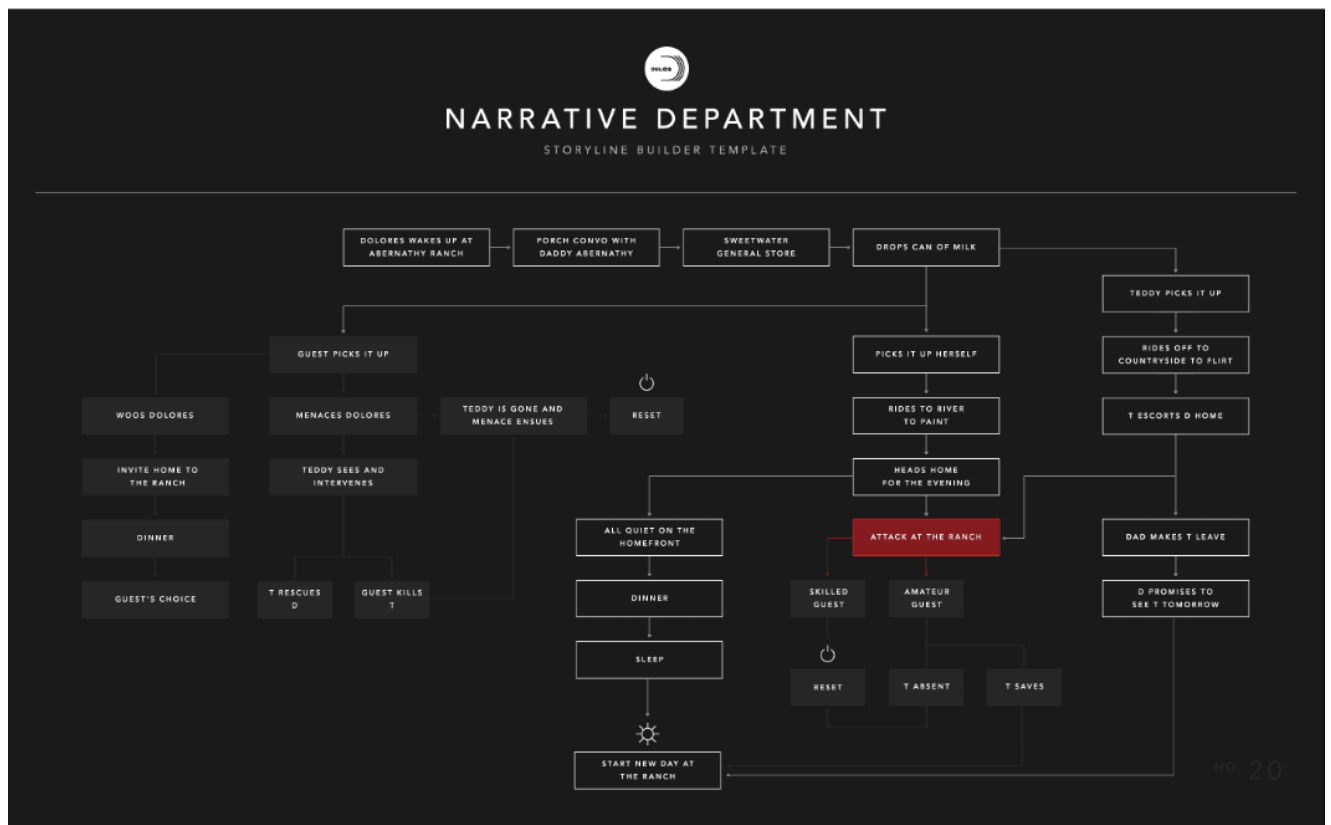 DELOS
NARRATIVE DEPARTMENT
STORYLINE BUILDER TEMPLATE
DOLORES WAKES UP AT
ABERNATHY RANCH
PORCH CONVO WITH
DADDY ABERNATHY
SWEETWATER
GENERAL STORE
DROPS CAN OF MILK
TEDDY PICKS IT UP
GUEST PICKS IT UP
PICKS IT UP HERSELF
RIDES OFF TO
COUNTRYSIDE TO FLIRT
WOOS DOLORES
MENACES DOLORES
TEDDY IS GONE AND
MENACE ENSUES
RESET
RIDES TO RIVER
TO PAINT
T ESCORTS D HOME
INVITE HOME TO
THE RANCH
TEDDY SEES AND
INTERVENES
HEADS HOME
FOR THE EVENING
DINNER
ALL QUIET ON THE
HOMEFRONT
ATTACK AT THE RANCH
DAD MAKES T LEAVE
GUEST'S CHOICE
T RESCUES
D
GUEST KILLS
T
DINNER
SKILLED
GUEST
AMATEUR
GUEST
D PROMISES TO
SEE T TOMORROW
SLEEP
RESET
T ABSENT
T SAVES
START NEW DAY AT
THE RANCH
NO 20